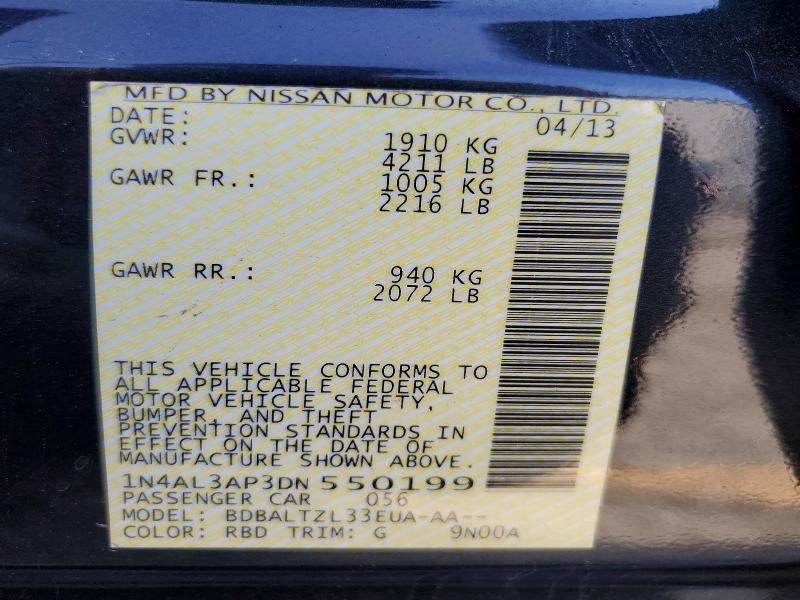 MFD BY NISSAN MOTOR CO., LTD.
DATE: 04/13
GVWR: 1910 KG
4211 LB
GAWR FR.: 1005 KG
2216 LB
GAWR RR.: 940 KG
2072 LB
THIS VEHICLE CONFORMS TO
ALL APPLICABLE FEDERAL
MOTOR VEHICLE SAFETY,
BUMPER, AND THEFT
PREVENTION STANDARDS IN
EFFECT ON THE DATE OF
MANUFACTURE SHOWN ABOVE.
1N4AL3AP3DN 550199
PASSENGER CAR 056
MODEL: BDBALTZL33EUA-AA--
COLOR: RBD TRIM: G 9N00A